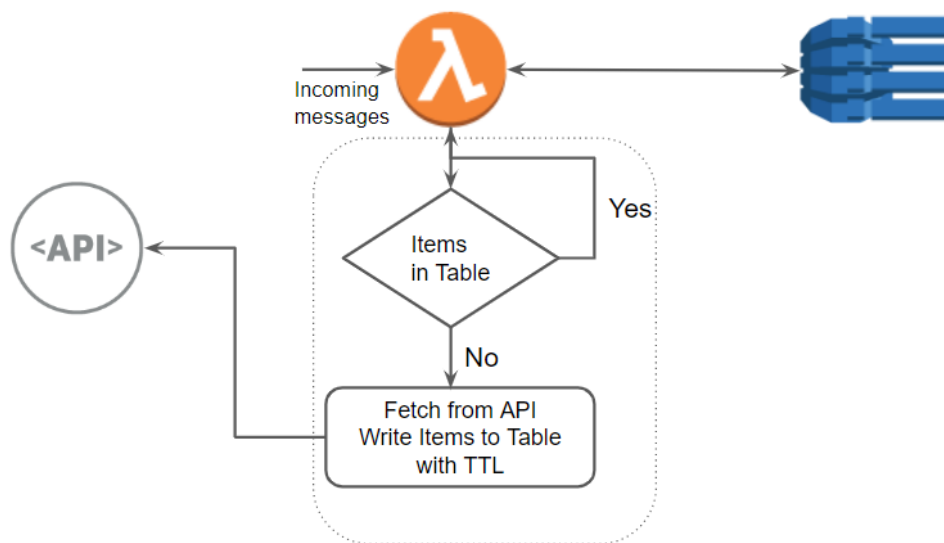 Incoming
messages
Yes
<API>
Items
in Table
No
Fetch from API
Write Items to Table
with TTL